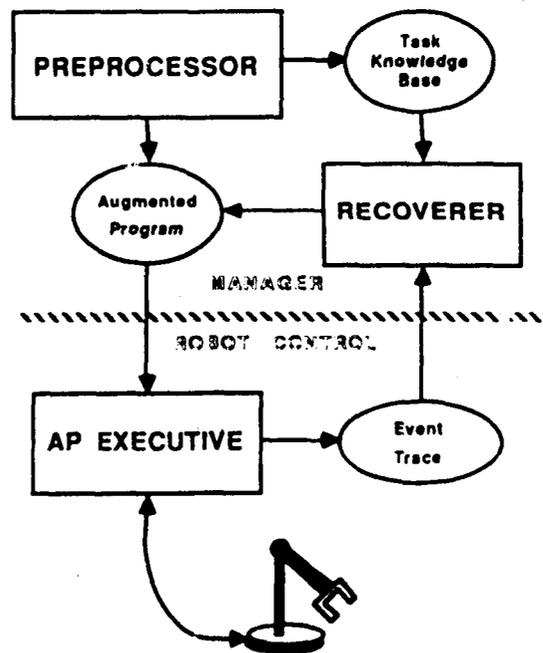 PREPROCESSOR
Task
Knowledge
Base
Augmented
Program
RECOVERER
MANAGER
ROBOT CONTROL
AP EXECUTIVE
Event
Trace